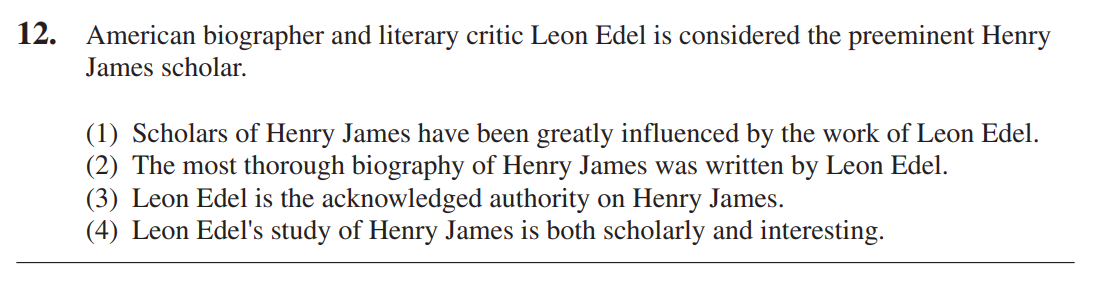 12. American biographer and literary critic Leon Edel is considered the preeminent Henry
James scholar.
(1) Scholars of Henry James have been greatly influenced by the work of Leon Edel.
(2) The most thorough biography of Henry James was written by Leon Edel.
(3) Leon Edel is the acknowledged authority on Henry James.
(4) Leon Edel's study of Henry James is both scholarly and interesting.